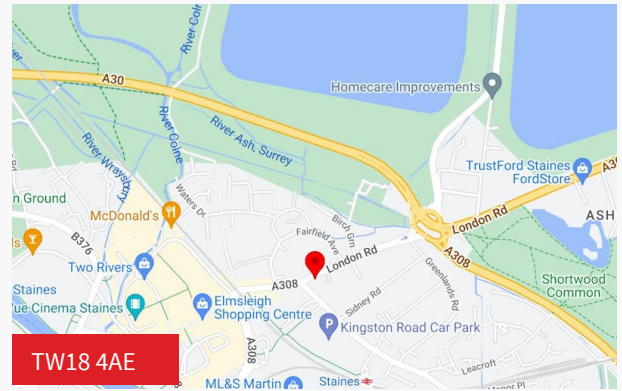 River Coln
A30
Homecare Improvements
River Colne
River Ash, Surrey
River Wraysbury
TrustFord Staines
FordStore
A30
London Rd
ASH
Waters Dr
McDonald's
n Ground
Birch Grn
Fairfield Ave
B376
ls
London Rd
A308
Two Rivers
Greenlands Rd
Shortwood
Common
A308
Staines
Sidney Rd
Vue Cinema Staines
Elmsleigh
Shopping Centre
Kingston Road Car Park
A308
TW18 4AE
Leacroft
ML&S Martin
Staines
Manor Pl